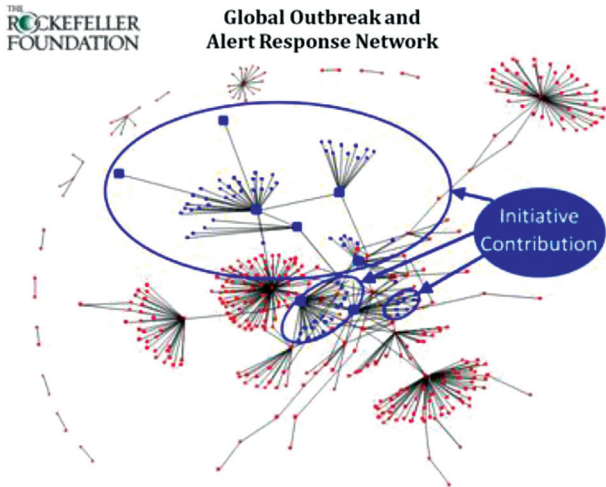 THE
ROCKEFELLER
FOUNDATION
Global Outbreak and
Alert Response Network
Initiative
Contribution